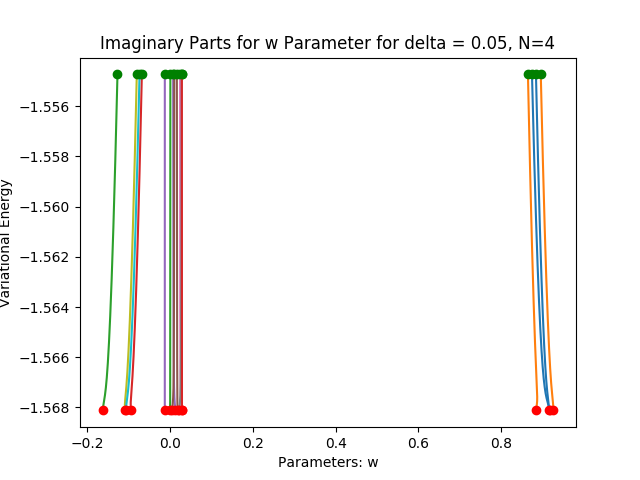 Imaginary Parts for w Parameter for delta = 0.05, N=4
Variational Energy
−1.556
−1.558
−1.560
−1.562
−1.564
−1.566
−1.568
−0.2 0.0 0.2 0.4 0.6 0.8
Parameters: w